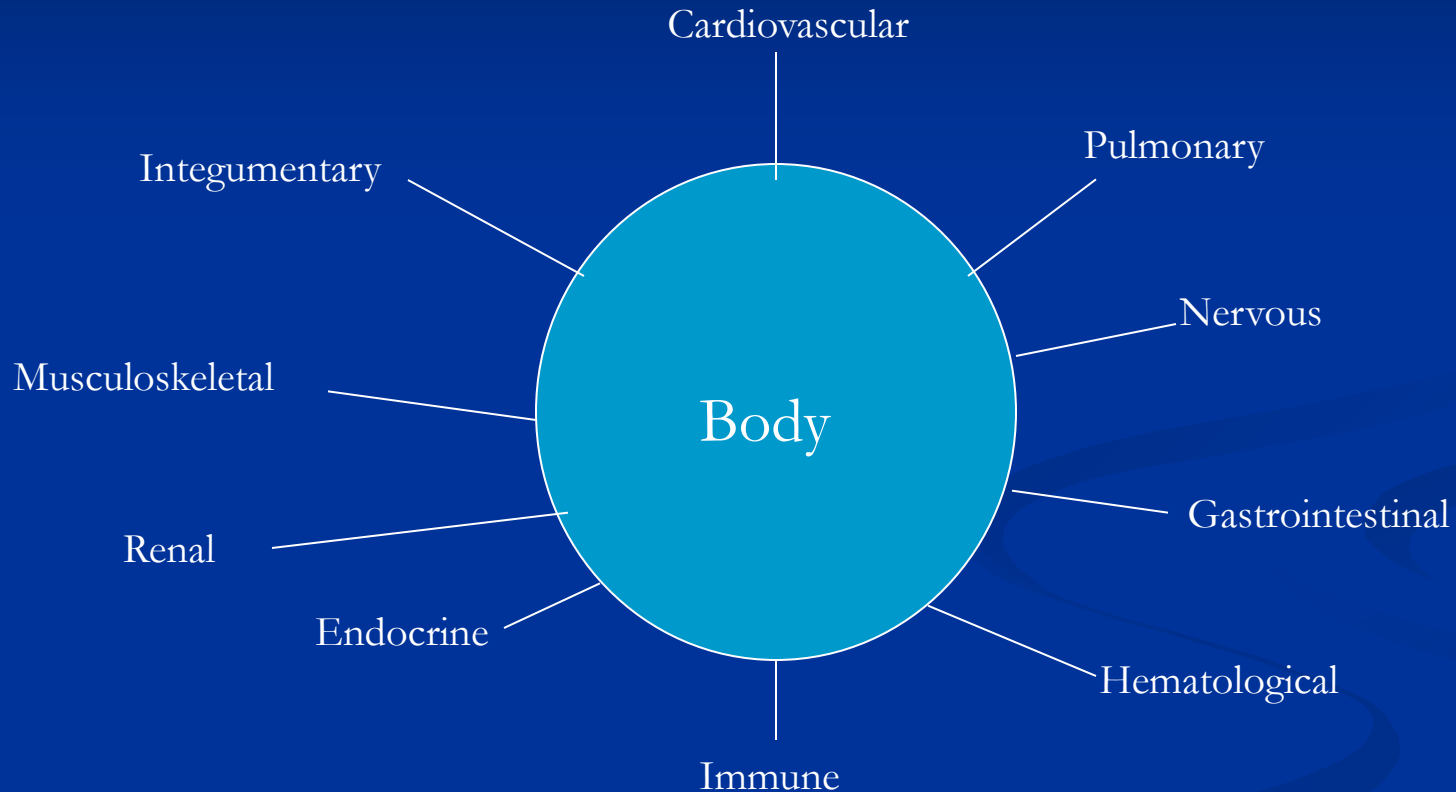 Cardiovascular
Pulmonary
Integumentary
Nervous
Musculoskeletal
Body
Gastrointestinal
Renal
Endocrine
Hematological
Immune